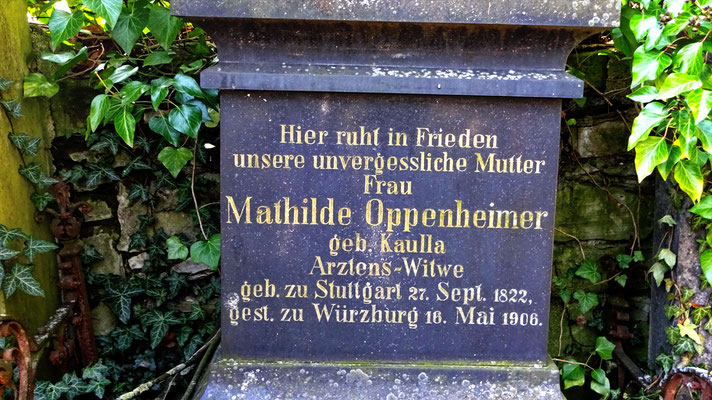 Hier ruht in Frieden
unsere unvergessliche Mutter
Frau
Mathilde Oppenheimer
geb. Kaulla
Arztens-Witwe
geb. zu Stuttgart 27. Sept. 1822,
gest. zu Würzburg 16. Mai 1906.